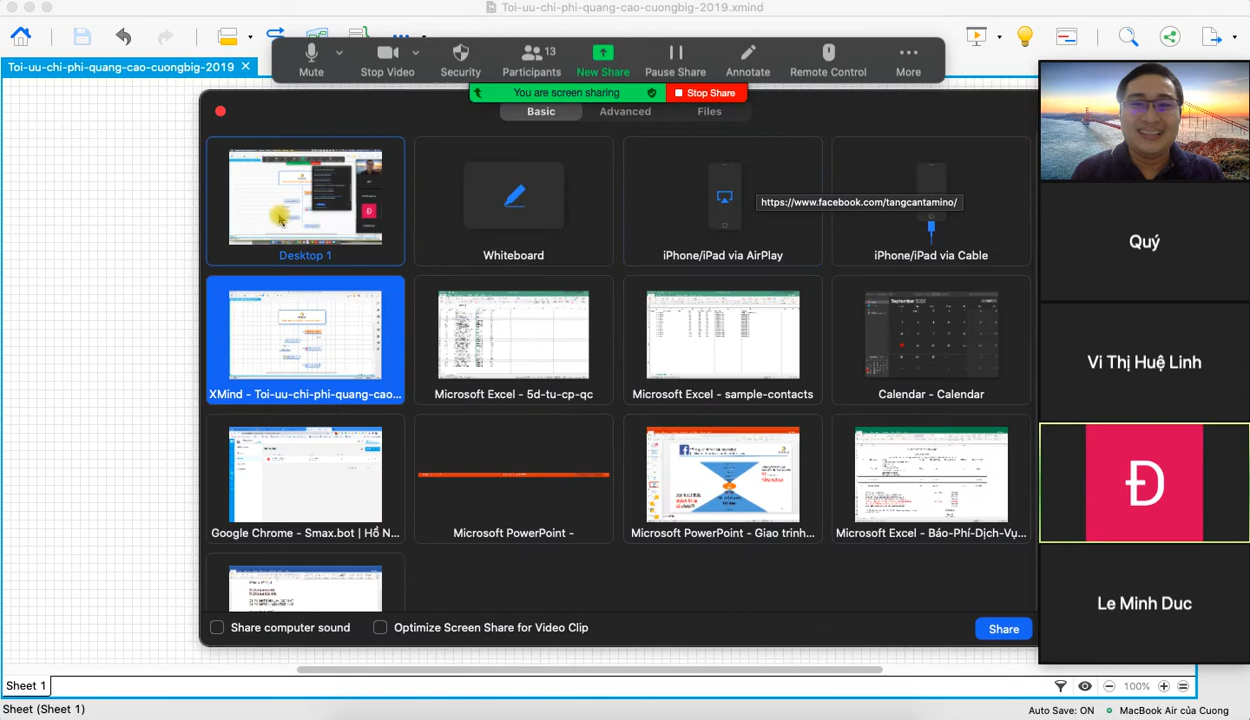 Toi-uu-chi-phi-quang-cao-cuongbig-2019.xmind
Toi-uu-chi-phi-quang-cao-cuongbig-2019 ×
13
Mute
Stop Video
Security
Participants
New Share
Pause Share
Annotate
Remote Control
More
You are screen sharing
Stop Share
Basic
Advanced
Files
https://www.facebook.com/tangcantamino/
Desktop 1
Whiteboard
iPhone/iPad via AirPlay
iPhone/iPad via Cable
XMind - Toi-uu-chi-phi-quang-cao...
Microsoft Excel - 5d-tu-cp-qc
Microsoft Excel - sample-contacts
Calendar - Calendar
Google Chrome - Smax.bot | Hồ N...
Microsoft PowerPoint -
Microsoft PowerPoint - Giao trinh...
Microsoft Excel - Báo-Phí-Dịch-Vụ...
Share computer sound
Optimize Screen Share for Video Clip
Share
Quý
Vi Thị Huệ Linh
Đ
Le Minh Duc
Sheet 1
100%
Sheet (Sheet 1)
Auto Save: ON
MacBook Air của Cuong